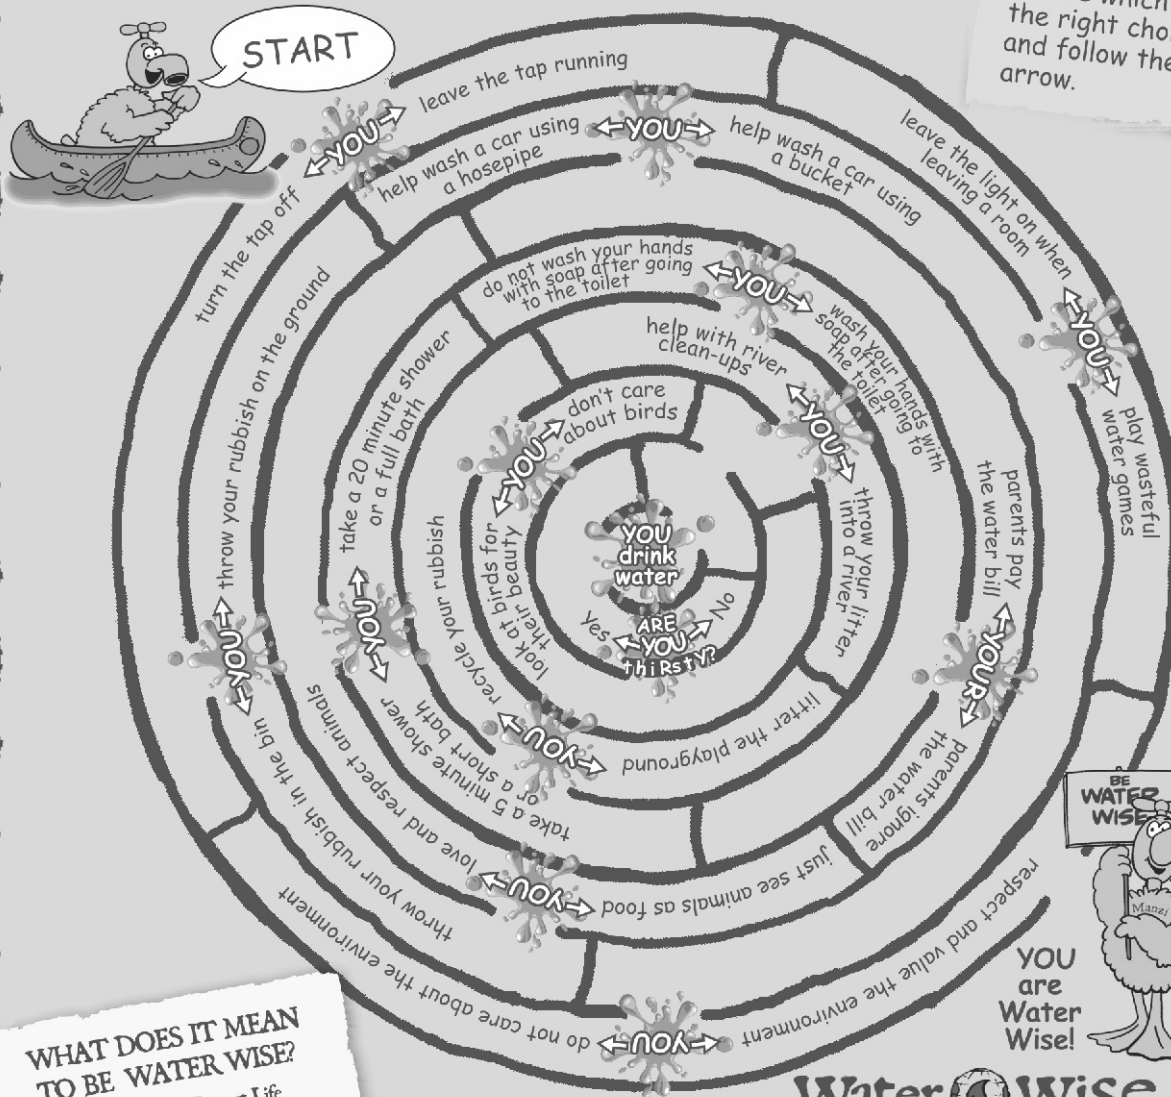 START
the right
and follow the
arrow.
YOU
leave the tap running
turn the tap off
help wash a car using
a hosepipe
YOU
help wash a car using
a bucket
leave the light on when
leaving a room
YOU
play wasteful
water games
throw your rubbish on the ground
YOU
throw your rubbish in the bin
do not wash your hands
with soap after going
to the toilet
YOU
wash your hands with
soap after going to
the toilet
take a 20 minute shower
or a full bath
YOU
take a 5 minute shower
or a short bath
help with river
clean-ups
YOU
throw your litter
into a river
don't care
about birds
YOU
look at birds for
their beauty
parents pay
the water bill
YOUR
parents ignore
the water bill
recycle your rubbish
YOU
litter the playground
YOU
drink
water
ARE
YOU
thiRsty?
Yes
No
love and respect animals
YOU
just see animals as food
do not care about the environment
YOU
respect and value the environment
BE
WATER
WISE
Manzi
YOU
are
Water
Wise!
WHAT DOES IT MEAN
TO BE WATER WISE?
Life
Water Wise